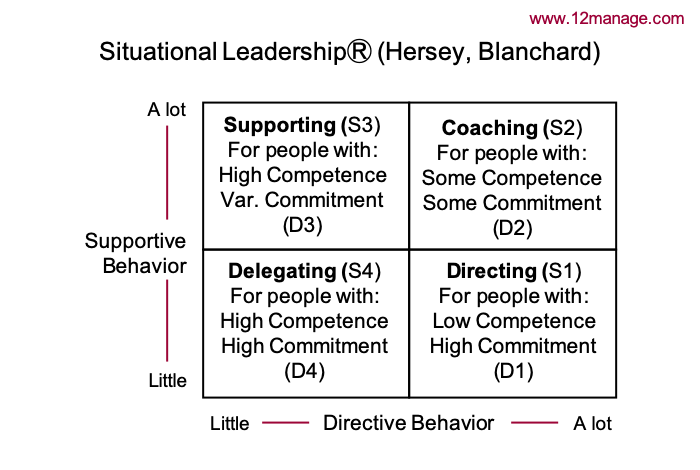 www.12manage.com
Situational Leadership® (Hersey, Blanchard)
A lot
Supportive
Behavior
Little
Supporting (S3)
For people with:
High Competence
Var. Commitment
(D3)
Coaching (S2)
For people with:
Some Competence
Some Commitment
(D2)
Delegating (S4)
For people with:
High Competence
High Commitment
(D4)
Directing (S1)
For people with:
Low Competence
High Commitment
(D1)
Little
Directive Behavior
A lot